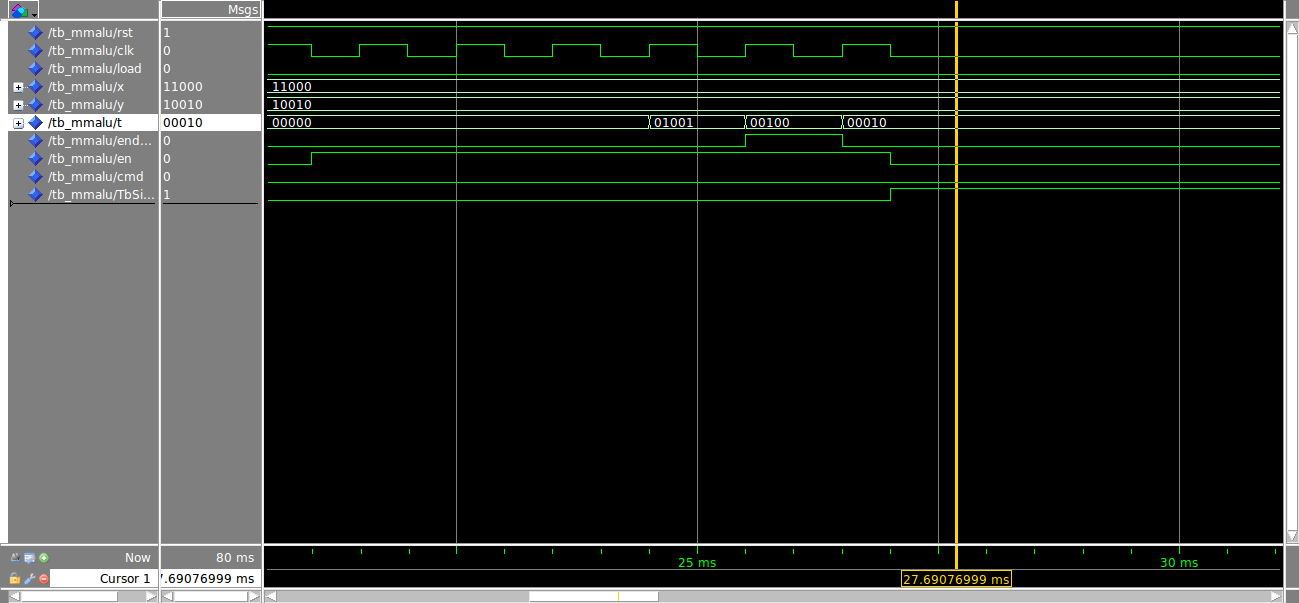 Msgs
/tb_mmalu/rst 1
/tb_mmalu/clk 0
/tb_mmalu/load 0
/tb_mmalu/x 11000 11000
/tb_mmalu/y 10010 10010
/tb_mmalu/t 00010 00000 01001 00100 00010
/tb_mmalu/end... 0
/tb_mmalu/en 0
/tb_mmalu/cmd 0
/tb_mmalu/TbSi... 1
Now 80 ms 25 ms 30 ms
Cursor 1 7.69076999 ms 27.69076999 ms